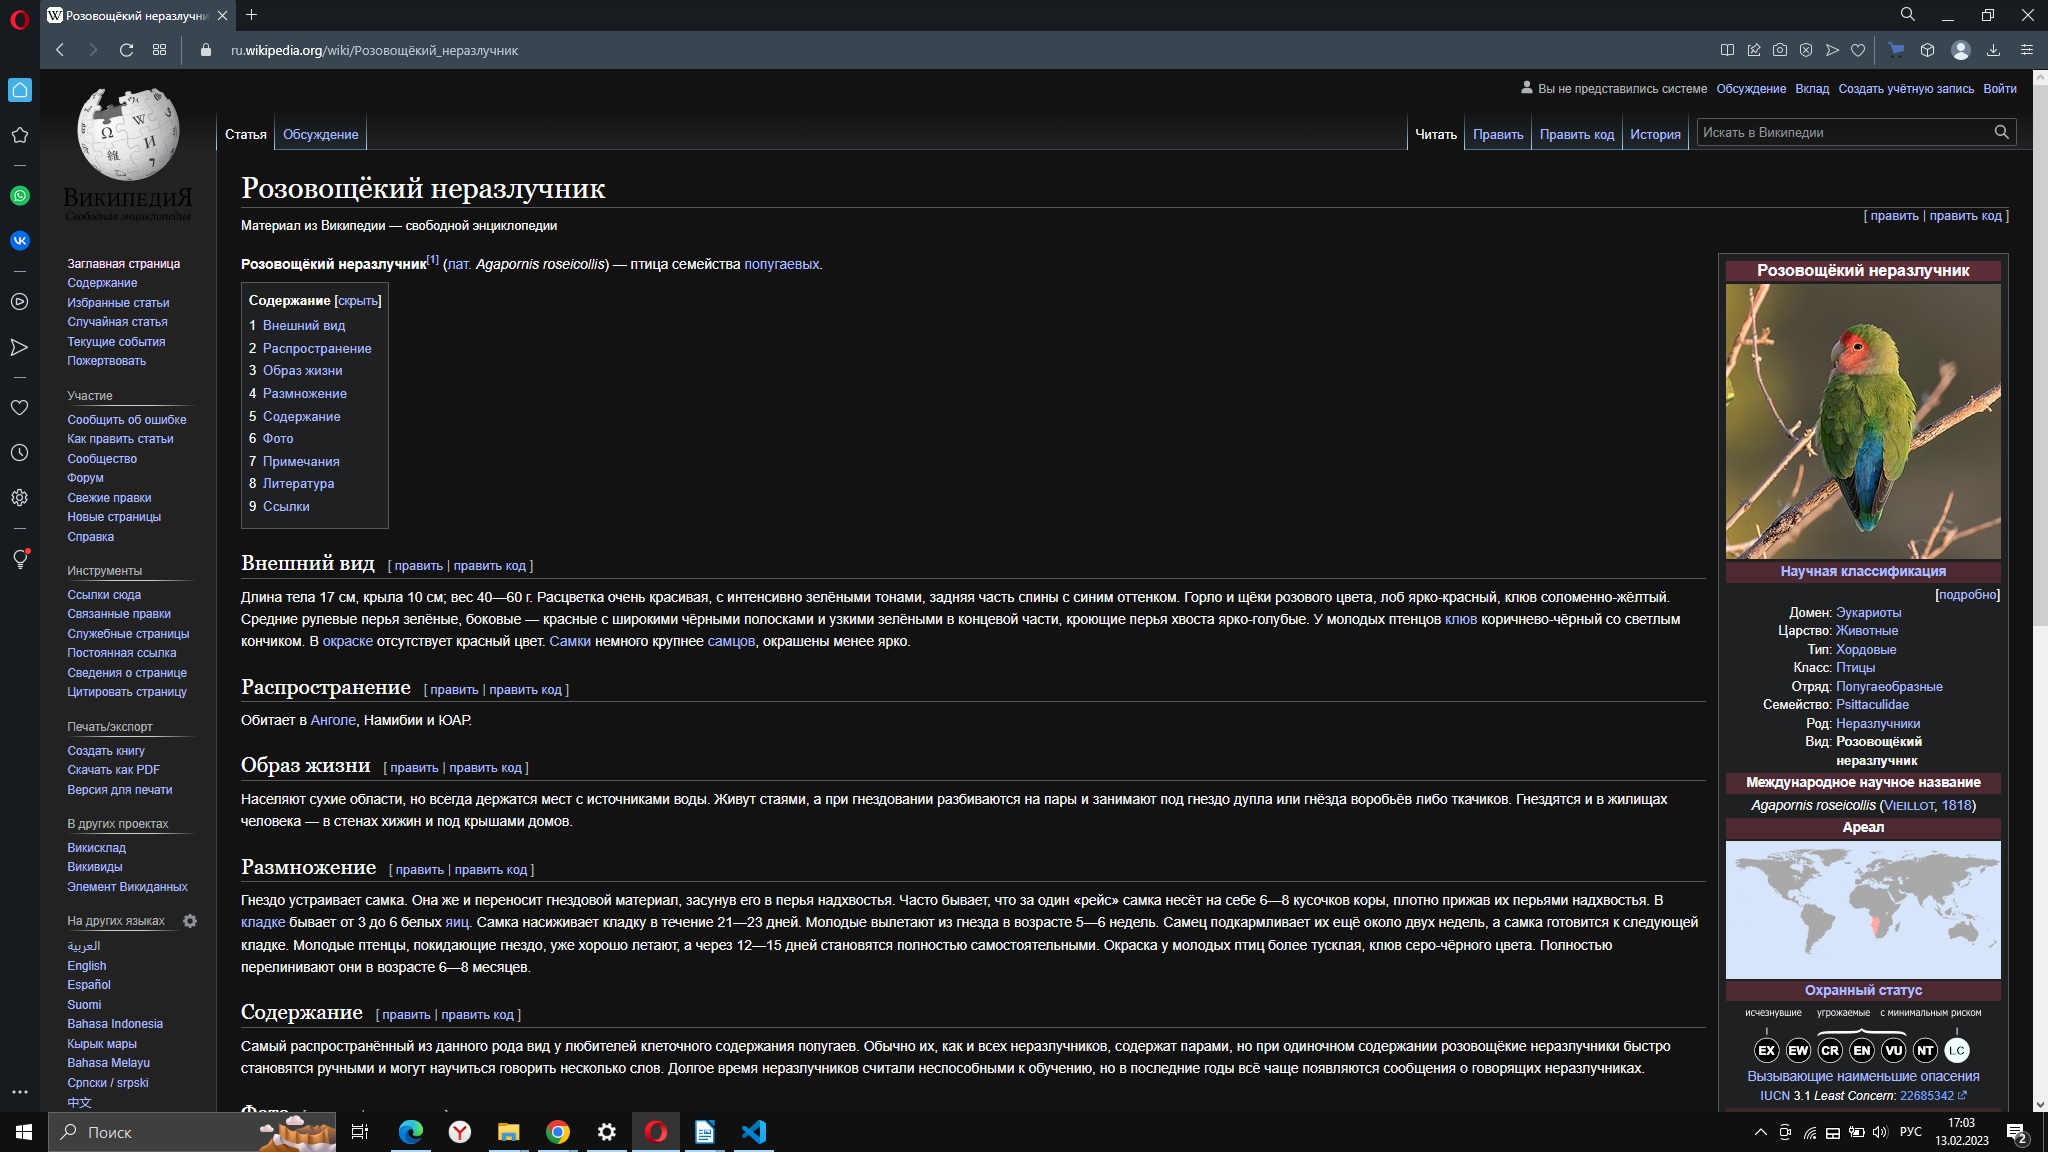 Розовощёкий неразлучни
ru.wikipedia.org/wiki/Розовощёкий_неразлучник
Вы не представились системе Обсуждение Вклад Создать учётную запись Войти
ВикипедиЯ
Свободная энциклопедия
Статья Обсуждение Читать Править Править код История Искать в Википедии
Розовощёкий неразлучник
[ править | править код ]
Материал из Википедии — свободной энциклопедии
Розовощёкий неразлучник[1] (лат. Agapornis roseicollis) — птица семейства попугаевых.
Содержание [скрыть]
1 Внешний вид
2 Распространение
3 Образ жизни
4 Размножение
5 Содержание
6 Фото
7 Примечания
8 Литература
9 Ссылки
Внешний вид [ править | править код ]
Длина тела 17 см, крыла 10 см; вес 40—60 г. Расцветка очень красивая, с интенсивно зелёными тонами, задняя часть спины с синим оттенком. Горло и щёки розового цвета, лоб ярко-красный, клюв соломенно-жёлтый.
Средние рулевые перья зелёные, боковые — красные с широкими чёрными полосками и узкими зелёными в концевой части, кроющие перья хвоста ярко-голубые. У молодых птенцов клюв коричнево-чёрный со светлым
кончиком. В окраске отсутствует красный цвет. Самки немного крупнее самцов, окрашены менее ярко.
Распространение [ править | править код ]
Обитает в Анголе, Намибии и ЮАР.
Образ жизни [ править | править код ]
Населяют сухие области, но всегда держатся мест с источниками воды. Живут стаями, а при гнездовании разбиваются на пары и занимают под гнездо дупла или гнёзда воробьёв либо ткачиков. Гнездятся и в жилищах
человека — в стенах хижин и под крышами домов.
Размножение [ править | править код ]
Гнездо устраивает самка. Она же и переносит гнездовой материал, засунув его в перья надхвостья. Часто бывает, что за один «рейс» самка несёт на себе 6—8 кусочков коры, плотно прижав их перьями надхвостья. В
кладке бывает от 3 до 6 белых яиц. Самка насиживает кладку в течение 21—23 дней. Молодые вылетают из гнезда в возрасте 5—6 недель. Самец подкармливает их ещё около двух недель, а самка готовится к следующей
кладке. Молодые птенцы, покидающие гнездо, уже хорошо летают, а через 12—15 дней становятся полностью самостоятельными. Окраска у молодых птиц более тусклая, клюв серо-чёрного цвета. Полностью
перелинивают они в возрасте 6—8 месяцев.
Содержание [ править | править код ]
Самый распространённый из данного рода вид у любителей клеточного содержания попугаев. Обычно их, как и всех неразлучников, содержат парами, но при одиночном содержании розовощёкие неразлучники быстро
становятся ручными и могут научиться говорить несколько слов. Долгое время неразлучников считали неспособными к обучению, но в последние годы всё чаще появляются сообщения о говорящих неразлучниках.
Фото
Заглавная страница
Содержание
Избранные статьи
Случайная статья
Текущие события
Пожертвовать
Участие
Сообщить об ошибке
Как править статьи
Сообщество
Форум
Свежие правки
Новые страницы
Справка
Инструменты
Ссылки сюда
Связанные правки
Служебные страницы
Постоянная ссылка
Сведения о странице
Цитировать страницу
Печать/экспорт
Создать книгу
Скачать как PDF
Версия для печати
В других проектах
Викисклад
Викивиды
Элемент Викиданных
На других языках
العربية
English
Español
Suomi
Bahasa Indonesia
Кырык мары
Bahasa Melayu
Српски / srpski
中文
Розовощёкий неразлучник
Научная классификация
[подробно]
Домен: Эукариоты
Царство: Животные
Тип: Хордовые
Класс: Птицы
Отряд: Попугаеобразные
Семейство: Psittaculidae
Род: Неразлучники
Вид: Розовощёкий
неразлучник
Международное научное название
Agapornis roseicollis (Vieillot, 1818)
Ареал
Охранный статус
исчезнувшие угрожаемые с минимальным риском
EX EW CR EN VU NT LC
Вызывающие наименьшие опасения
IUCN 3.1 Least Concern: 22685342
Поиск
РУС
17:03
13.02.2023
2